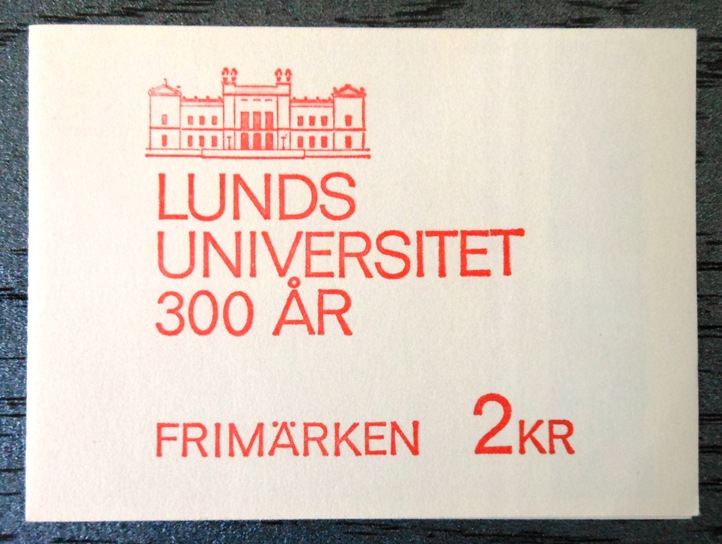 LUNDS
UNIVERSITET
300 ÅR
FRIMÄRKEN 2KR